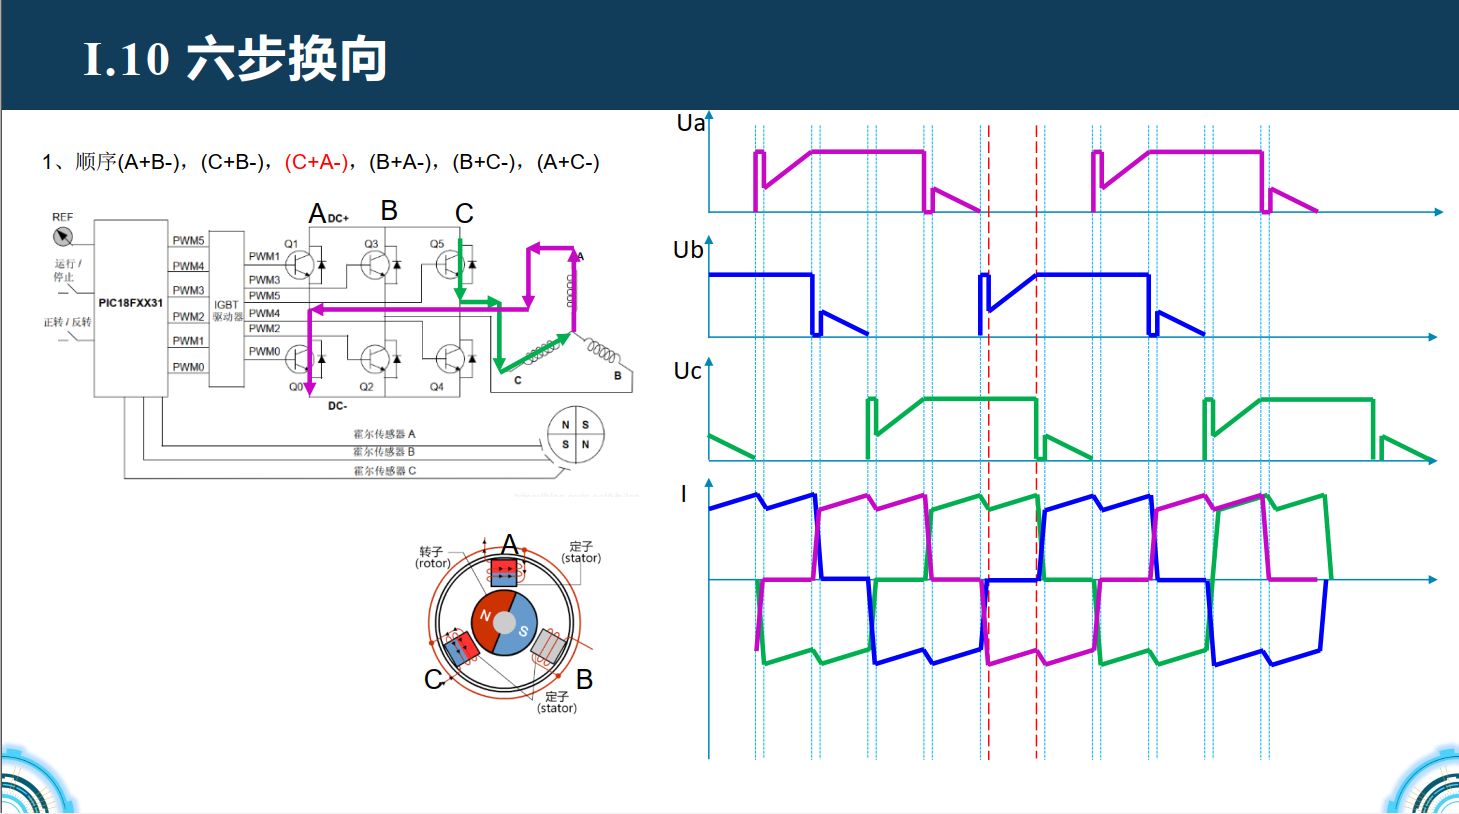 I.10 六步换向
1、顺序(A+B-)，(C+B-)，(C+A-)，(B+A-)，(B+C-)，(A+C-)
REF
运行 /
停止
正转 / 反转
PIC18FXX31
PWM5
PWM4
PWM3
PWM2
PWM1
PWM0
IGBT
驱动器
PWM1
PWM3
PWM5
PWM4
PWM2
PWM0
A
DC+
B
C
Q1
Q3
Q5
Q0
Q2
Q4
DC-
A
C
B
N S
S N
霍尔传感器 A
霍尔传感器 B
霍尔传感器 C
转子
(rotor)
A
定子
(stator)
N
S
C
B
定子
(stator)
Ua
Ub
Uc
I